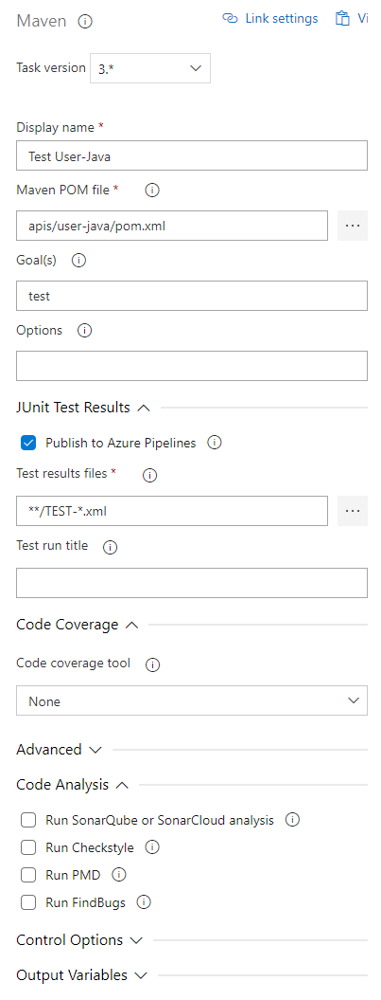 Maven
Link settings
Vi
Task version 3.*
Display name *
Test User-Java
Maven POM file *
apis/user-java/pom.xml
...
Goal(s)
test
Options
JUnit Test Results
Publish to Azure Pipelines
Test results files *
**/TEST-*.xml
...
Test run title
Code Coverage
Code coverage tool
None
Advanced
Code Analysis
Run SonarQube or SonarCloud analysis
Run Checkstyle
Run PMD
Run FindBugs
Control Options
Output Variables